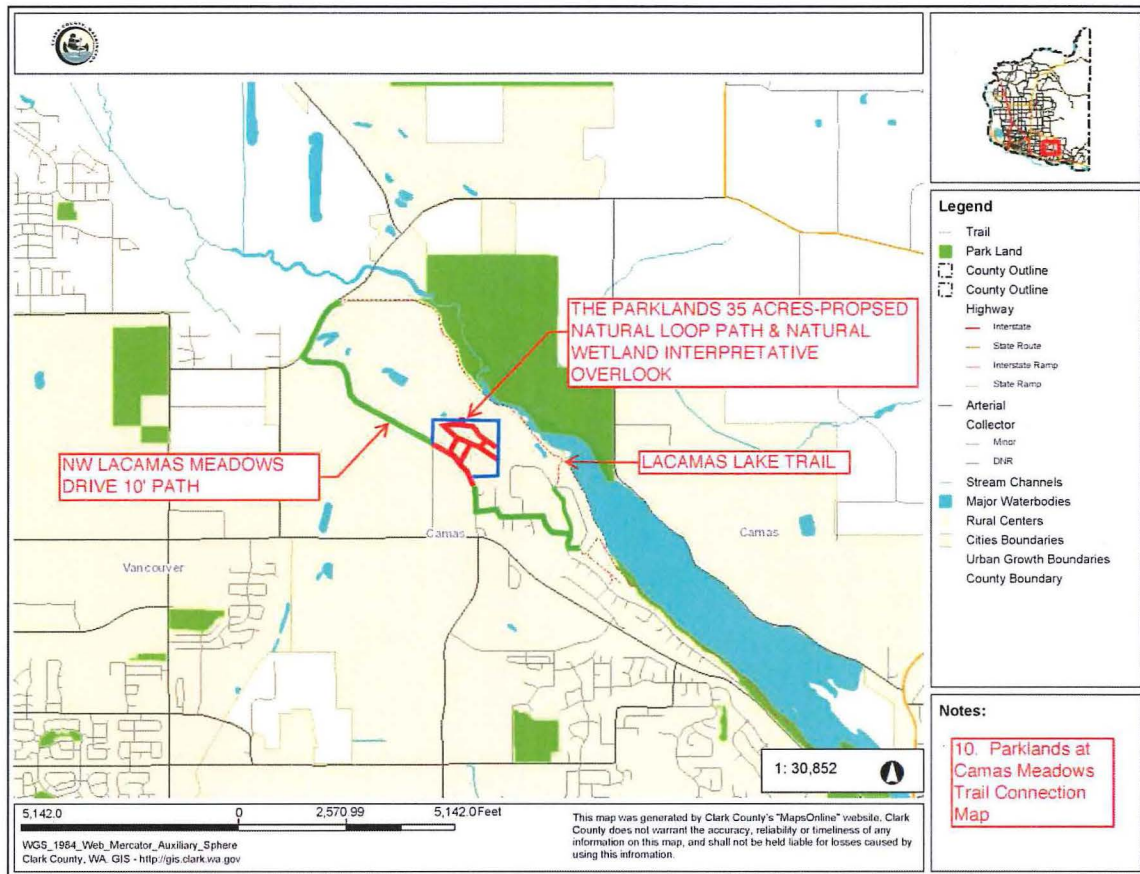 CLARK COUNTY, WASHINGTON
THE PARKLANDS 35 ACRES-PROPSED
NATURAL LOOP PATH & NATURAL
WETLAND INTERPRETATIVE
OVERLOOK
NW LACAMAS MEADOWS
DRIVE 10' PATH
LACAMAS LAKE TRAIL
Camas
Camas
Vancouver
1: 30,852
Legend
Trail
Park Land
County Outline
County Outline
Highway
Interstate
State Route
Interstate Ramp
State Ramp
Arterial
Collector
Minor
DNR
Stream Channels
Major Waterbodies
Rural Centers
Cities Boundaries
Urban Growth Boundaries
County Boundary
Notes:
10. Parklands at
Camas Meadows
Trail Connection
Map
5,142.0 0 2,570.99 5,142.0 Feet
WGS_1984_Web_Mercator_Auxiliary_Sphere
Clark County, WA. GIS - http://gis.clark.wa.gov
This map was generated by Clark County's "MapsOnline" website. Clark
County does not warrant the accuracy, reliability or timeliness of any
information on this map, and shall not be held liable for losses caused by
using this information.